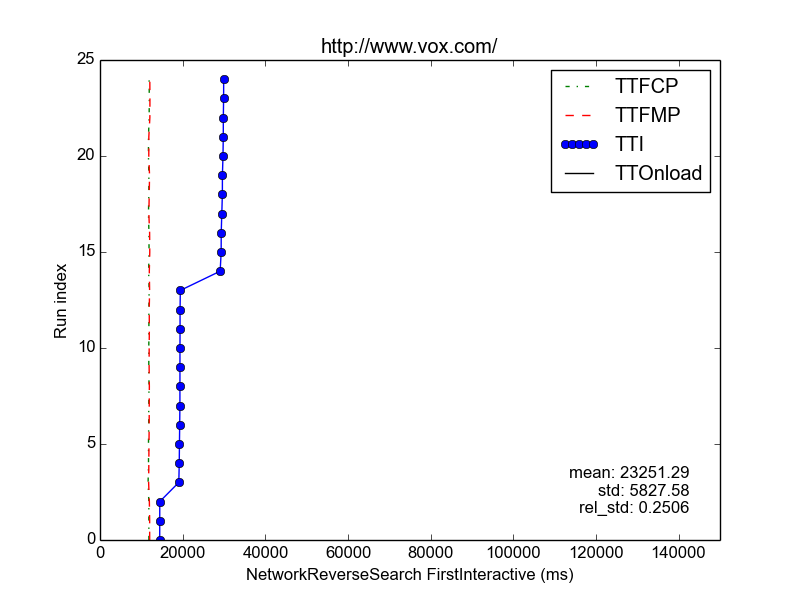 http://www.vox.com/
25
20
15
10
5
0
Run index
TTFCP
TTFMP
TTI
TTOnload
mean: 23251.29
std: 5827.58
rel_std: 0.2506
0 20000 40000 60000 80000 100000 120000 140000
NetworkReverseSearch FirstInteractive (ms)